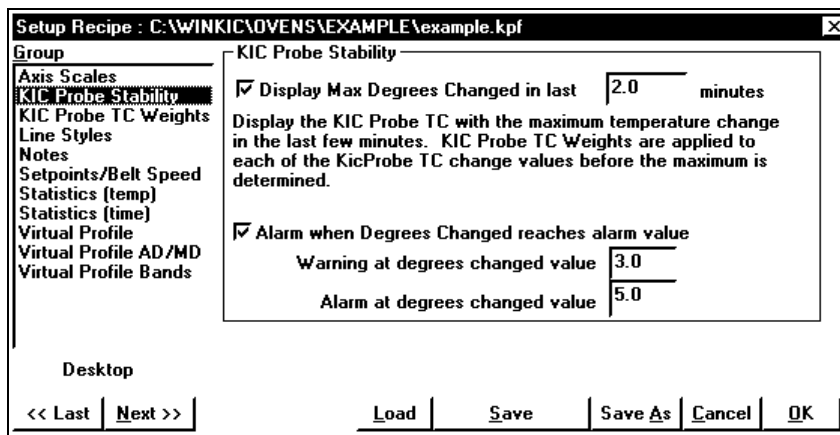 Setup Recipe : C:\WINKIC\OVENS\EXAMPLE\example.kpf
Group
Axis Scales
KIC Probe Stability
KIC Probe TC Weights
Line Styles
Notes
Setpoints/Belt Speed
Statistics (temp)
Statistics (time)
Virtual Profile
Virtual Profile AD/MD
Virtual Profile Bands
KIC Probe Stability
Display Max Degrees Changed in last 2.0 minutes
Display the KIC Probe TC with the maximum temperature change
in the last few minutes. KIC Probe TC Weights are applied to
each of the KicProbe TC change values before the maximum is
determined.
Alarm when Degrees Changed reaches alarm value
Warning at degrees changed value 3.0
Alarm at degrees changed value 5.0
Desktop
<< Last Next >> Load Save Save As Cancel OK